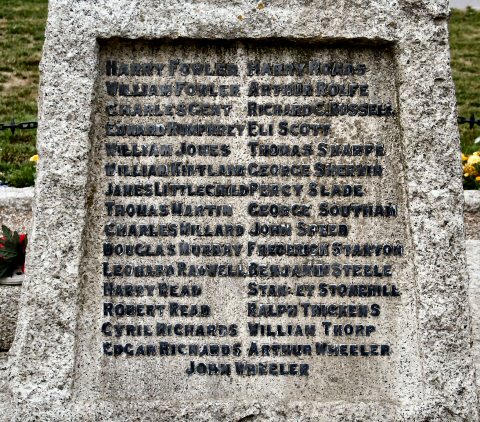 Harry Fowler Harry
William Fowler Arthur Rolfe
Charles Gent Richard C. Russell
Edward Humphrey Eli Scott
William Jones Thomas Sharpe
William Kirtland George Sherwin
James Littlechild Percy Slade
Thomas Martin George Southam
Charles Millard John Speed
Douglas Murray Frederick Stanton
Leonard Benjamin Steele
Harry Read Stanley Stonehill
Robert Read Ralph Thickens
Cyril Richards William Thorp
Edgar Richards Arthur Wheeler
John Wheeler